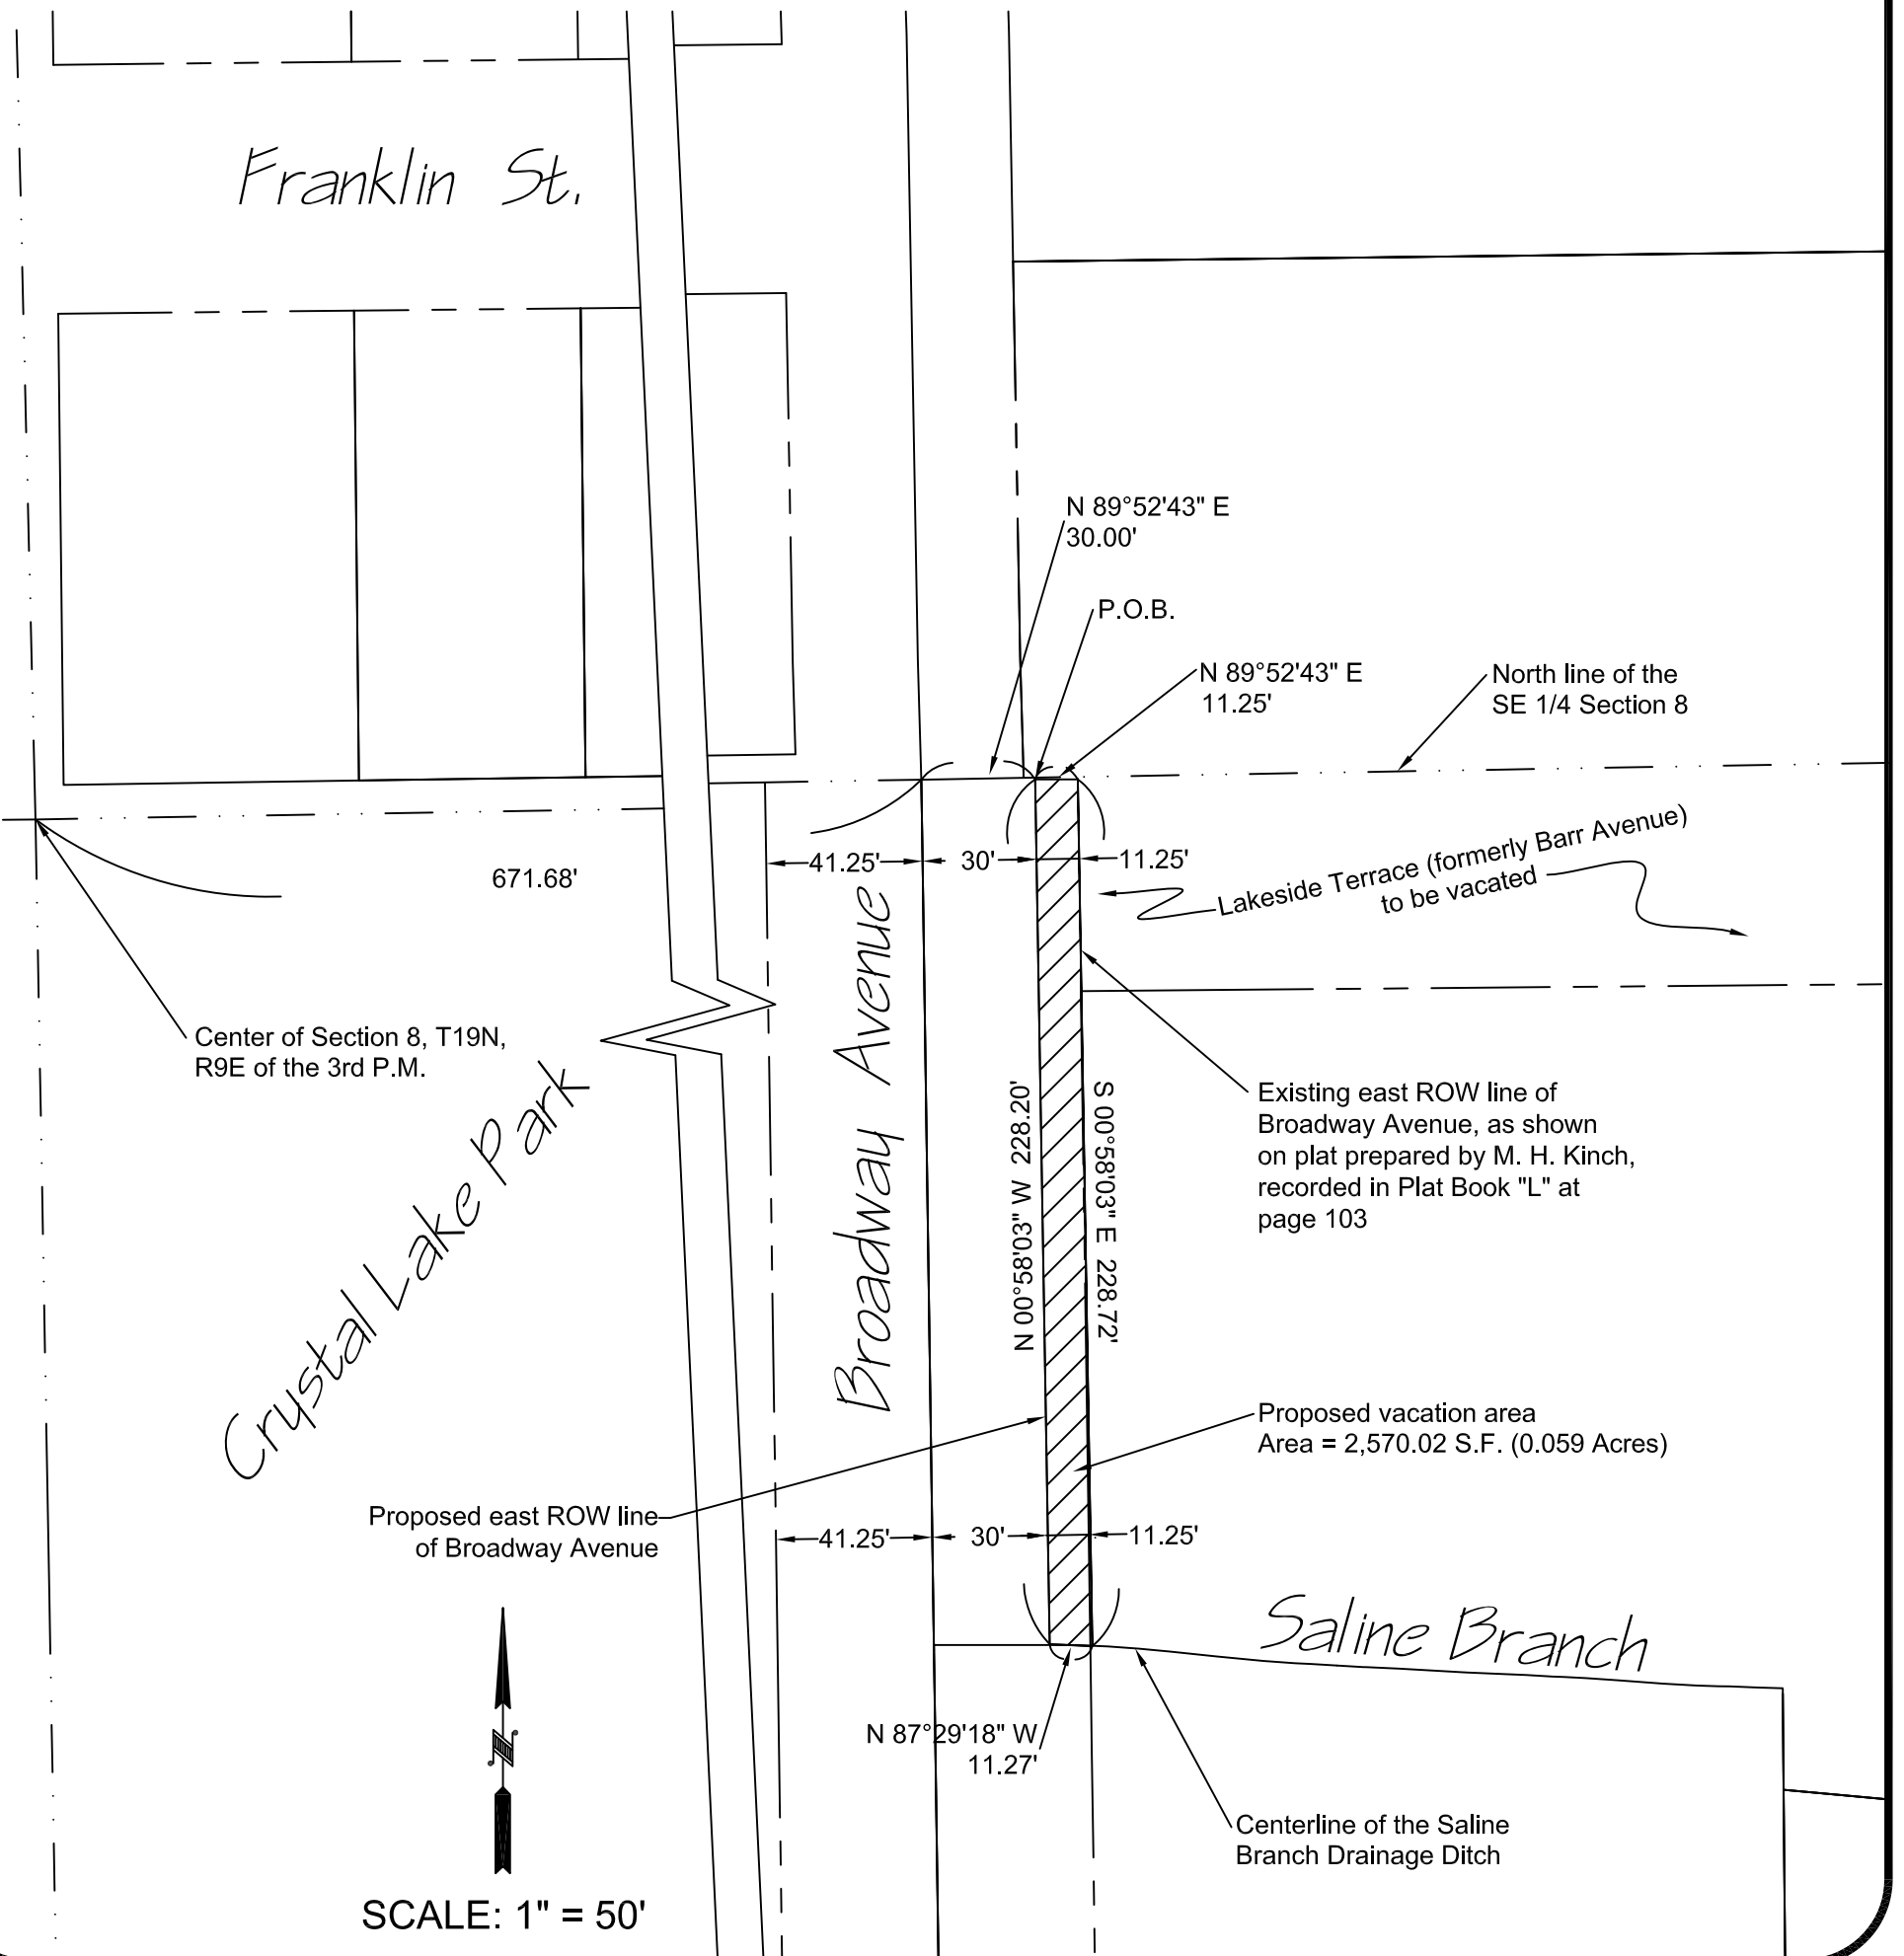 Franklin St.
N 89°52'43" E
30.00'
P.O.B.
N 89°52'43" E
11.25'
North line of the
SE 1/4 Section 8
671.68'
41.25'
30'
11.25'
Lakeside Terrace (formerly Barr Avenue)
to be vacated
Center of Section 8, T19N,
R9E of the 3rd P.M.
Crystal Lake Park
Broadway Avenue
N 00°58'03" W 228.20'
S 00°58'03" E 228.72'
Existing east ROW line of
Broadway Avenue, as shown
on plat prepared by M. H. Kinch,
recorded in Plat Book "L" at
page 103
Proposed vacation area
Area = 2,570.02 S.F. (0.059 Acres)
Proposed east ROW line
of Broadway Avenue
41.25'
30'
11.25'
Saline Branch
N 87°29'18" W
11.27'
Centerline of the Saline
Branch Drainage Ditch
N
SCALE: 1" = 50'